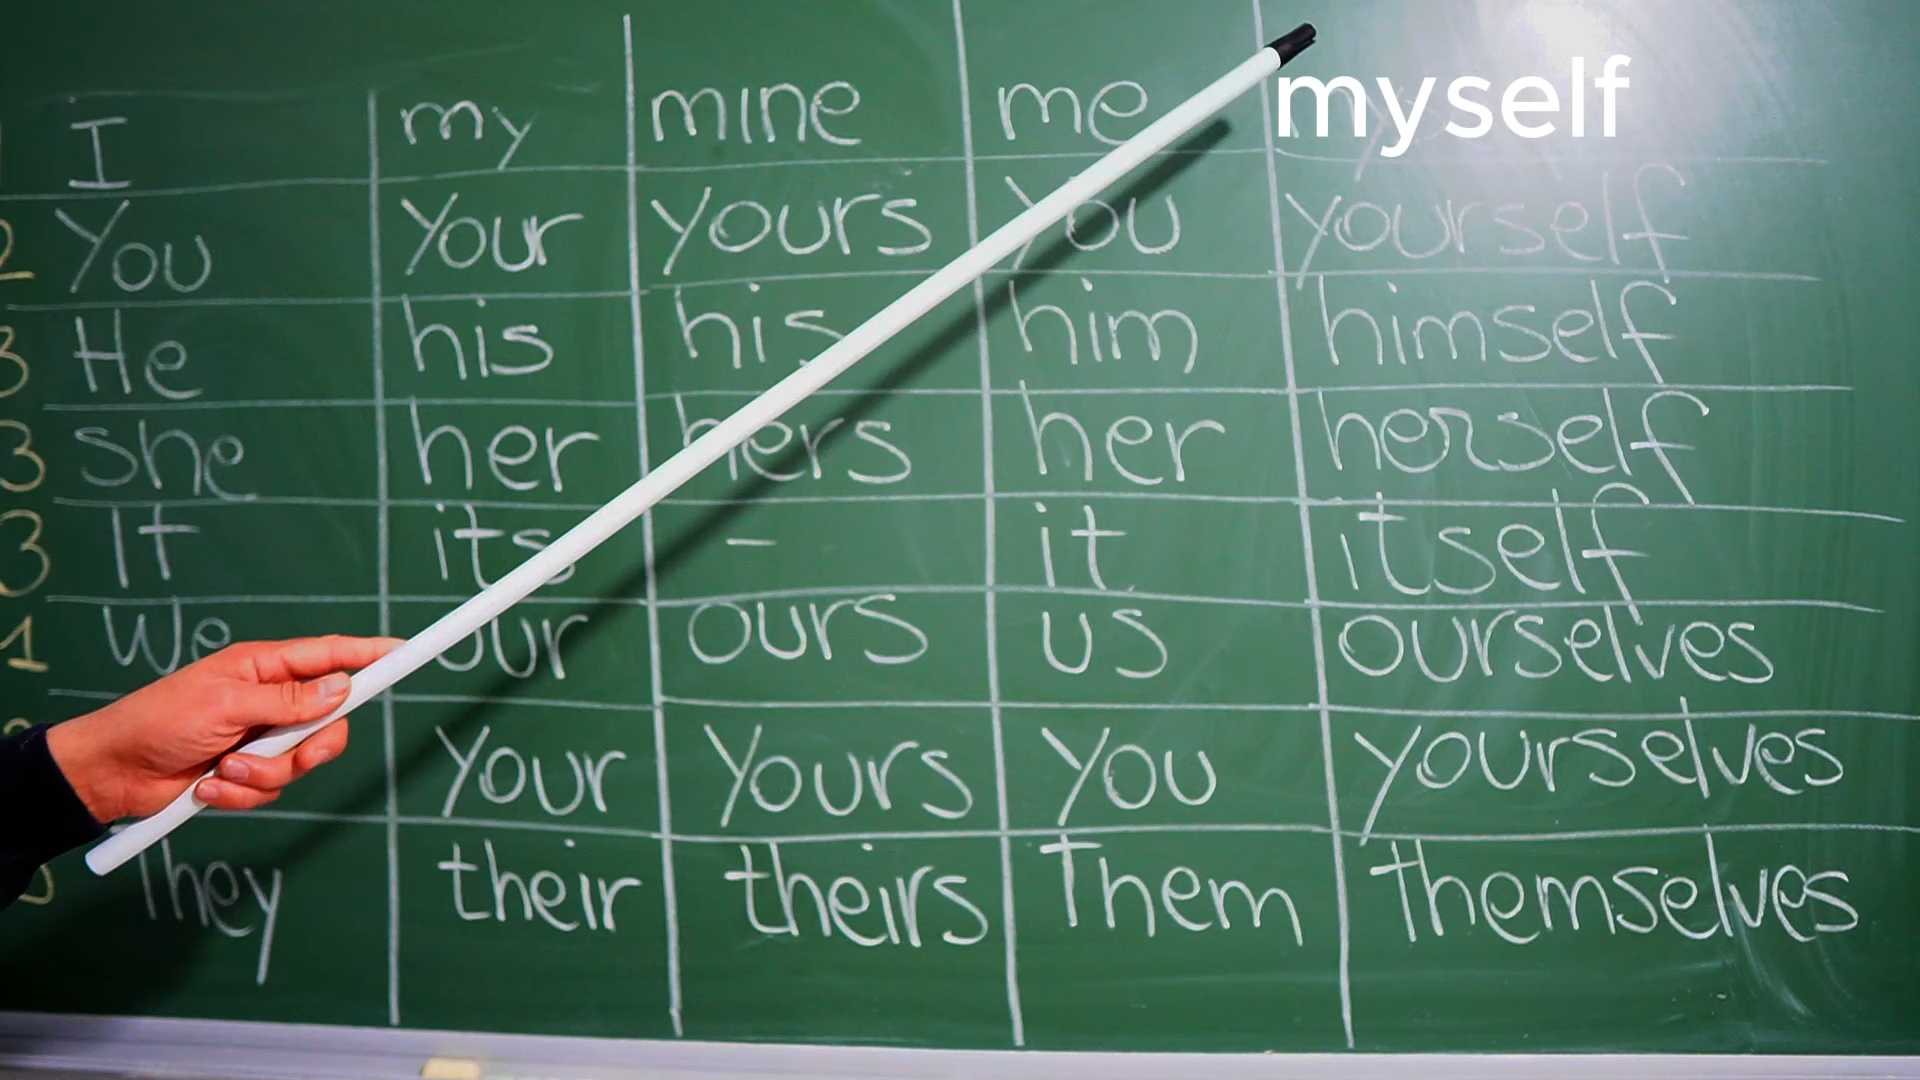 I my mine me myself
2 You your yours you yourself
3 He his his him himself
3 she her hers her herself
3 It its - it itself
1 We our ours us ourselves
your yours you yourselves
They their theirs them themselves